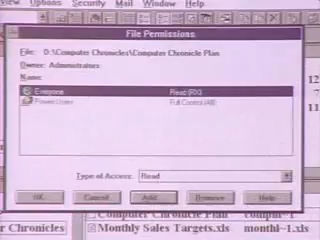 View Options Security Mail Window Help
File Permissions
File: D:\Computer Chronicles\Computer Chronicle Plan
Owner: Administrators
Name:
Everyone Read (RX)
Power Users Full Control (All)
Type of Access: Read
OK Cancel Add... Remove Help
Computer Chronicle Plan
r Chronicles Monthly Sales Targets.xls monthl~1.xls